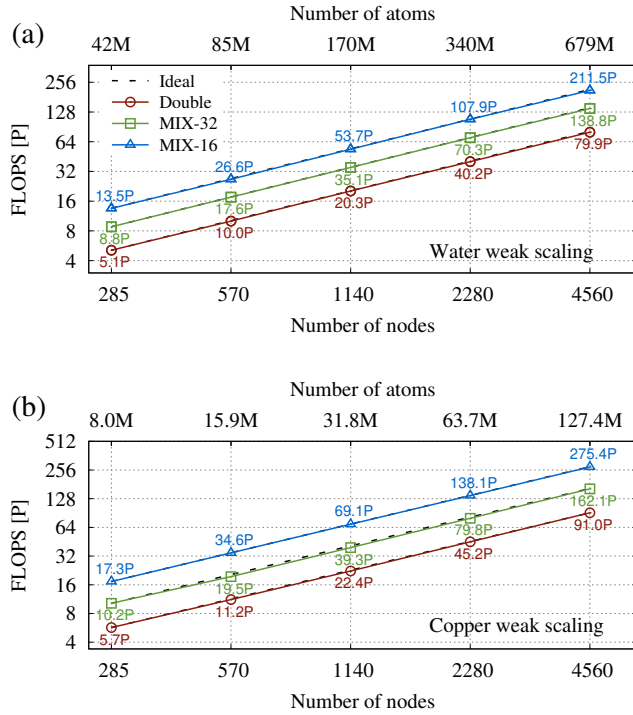 Number of atoms
(a)
42M 85M 170M 340M 679M
FLOPS [P]
256
128
64
32
16
8
4
Ideal
Double
MIX-32
MIX-16
13.5P 26.6P 53.7P 107.9P 211.5P
8.8P 17.6P 35.1P 70.3P 138.8P
5.1P 10.0P 20.3P 40.2P 79.9P
Water weak scaling
285 570 1140 2280 4560
Number of nodes
Number of atoms
(b)
8.0M 15.9M 31.8M 63.7M 127.4M
FLOPS [P]
512
256
128
64
32
16
8
4
17.3P 34.6P 69.1P 138.1P 275.4P
10.2P 19.5P 39.3P 79.8P 162.1P
5.7P 11.2P 22.4P 45.2P 91.0P
Copper weak scaling
285 570 1140 2280 4560
Number of nodes